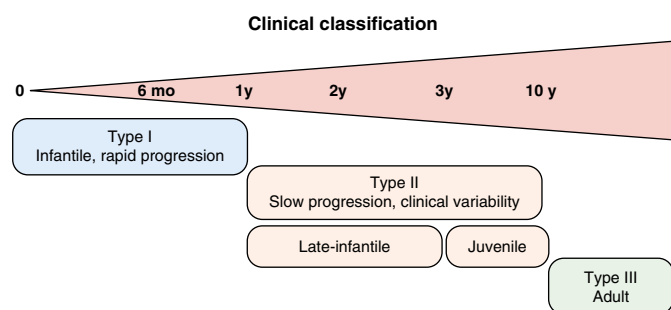 Clinical classification
0 6 mo 1y 2y 3y 10 y
Type I
Infantile, rapid progression
Type II
Slow progression, clinical variability
Late-infantile Juvenile
Type III
Adult